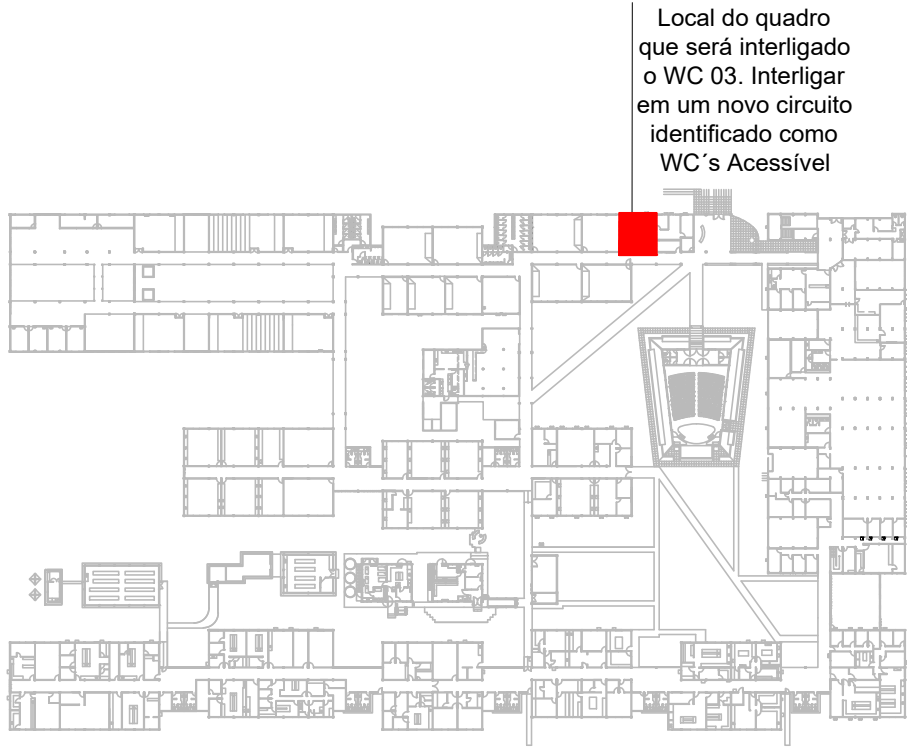 Local do quadro
que será interligado
o WC 03. Interligar
em um novo circuito
identificado como
WC´s Acessível